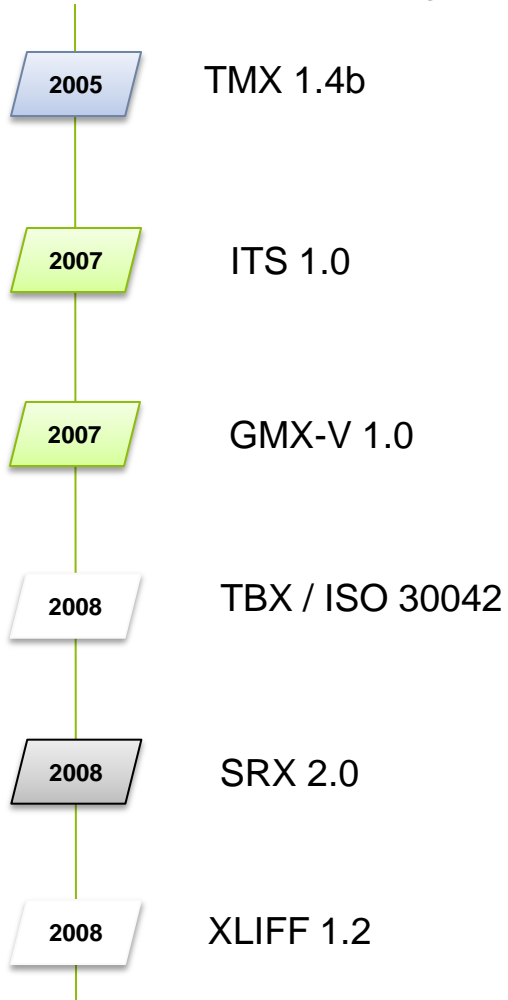 2005 TMX 1.4b
2007 ITS 1.0
2007 GMX-V 1.0
2008 TBX / ISO 30042
2008 SRX 2.0
2008 XLIFF 1.2